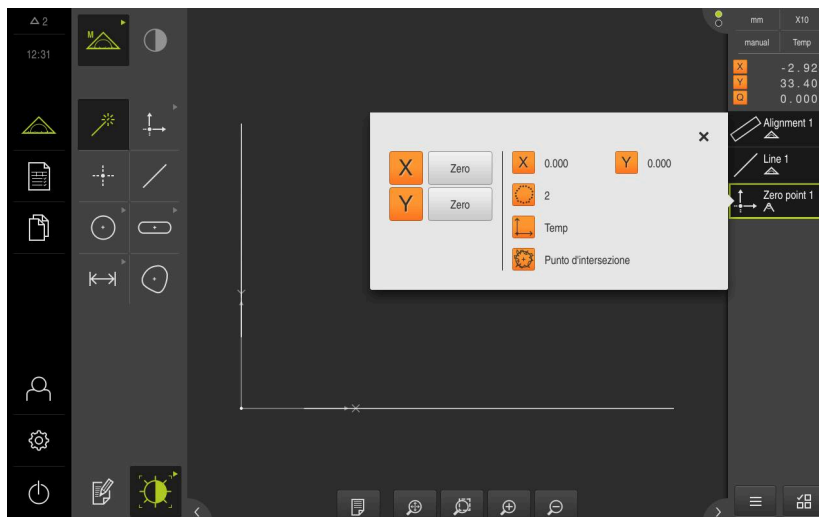 2
12:31
M
mm X10
manual Temp
X -2.92
Y 33.40
Q 0.000
Alignment 1
Line 1
Zero point 1
X Zero
Y Zero
X 0.000 Y 0.000
2
Temp
Punto d'intersezione
Y
X